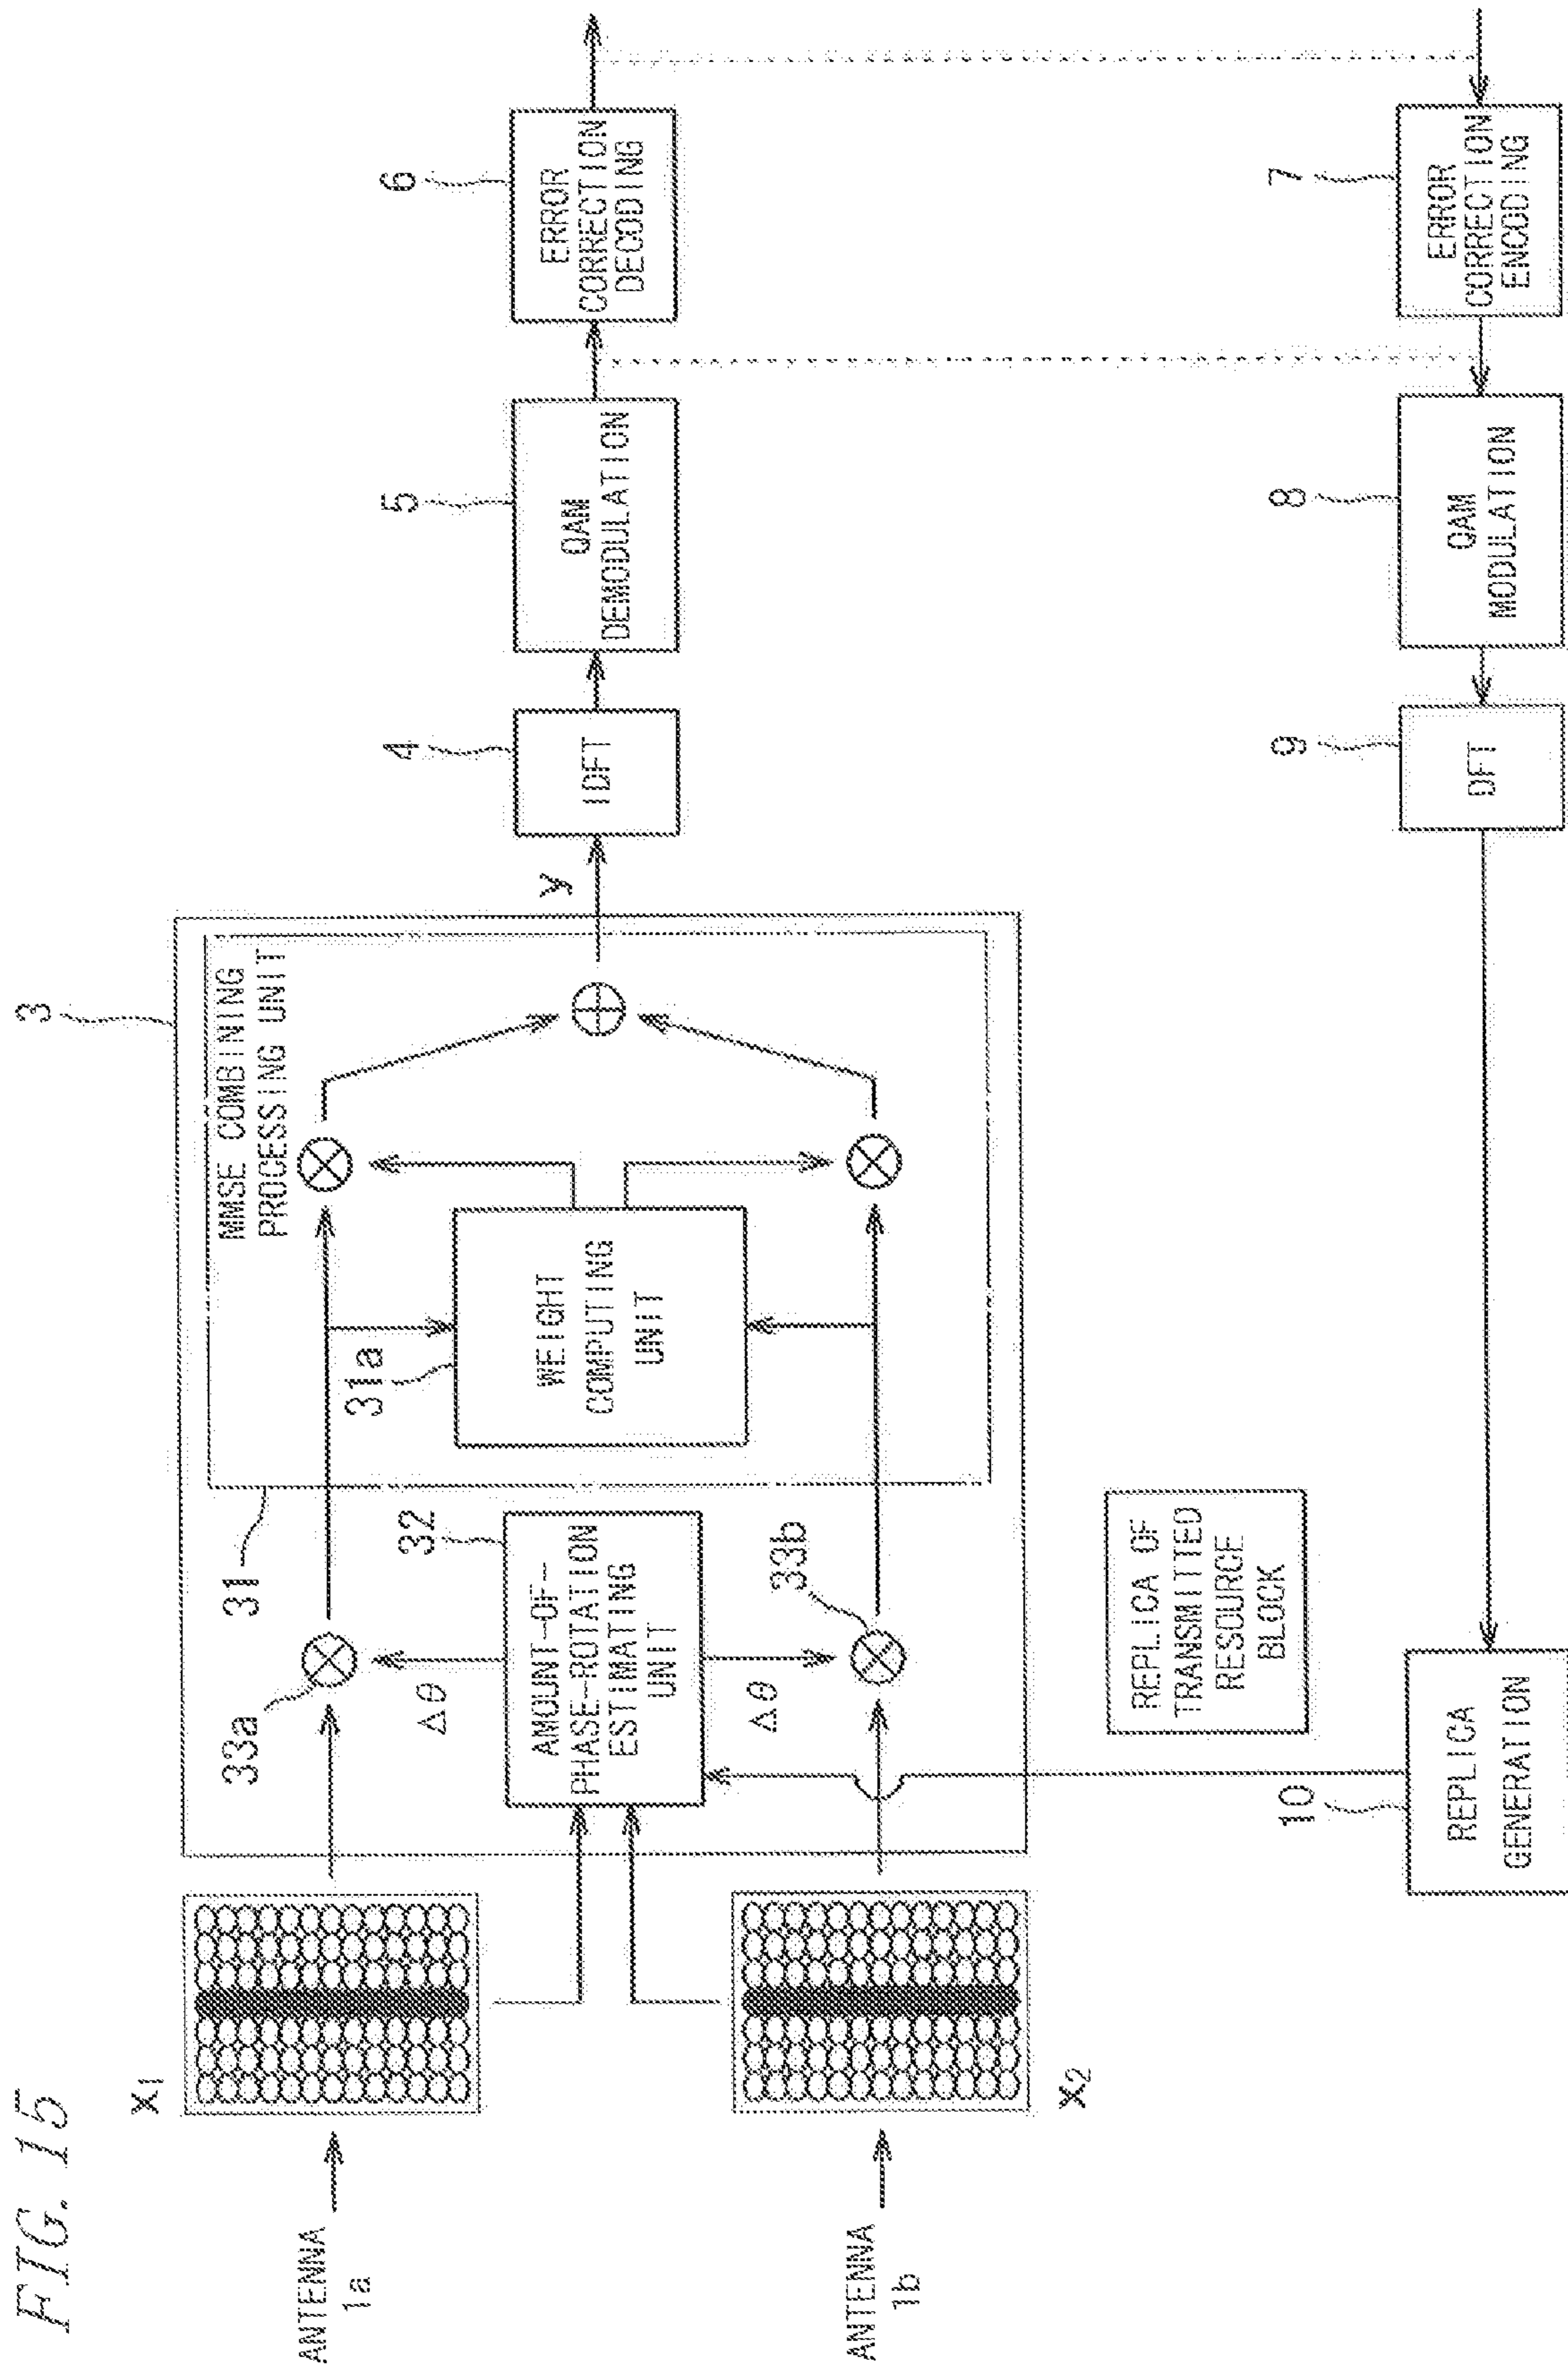 FIG. 15
ANTENNA
1a
x1
33a
Δθ
31
32
AMOUNT-OF-
PHASE-ROTATION
ESTIMATING
UNIT
Δθ
33b
MMSE COMBINING
PROCESSING UNIT
31a
WEIGHT
COMPUTING
UNIT
3
y
4
IDFT
5
QAM
DEMODULATION
6
ERROR
CORRECTION
DECODING
ANTENNA
1b
x2
REPLICA OF
TRANSMITTED
RESOURCE
BLOCK
10
REPLICA
GENERATION
9
DFT
8
QAM
MODULATION
7
ERROR
CORRECTION
ENCODING